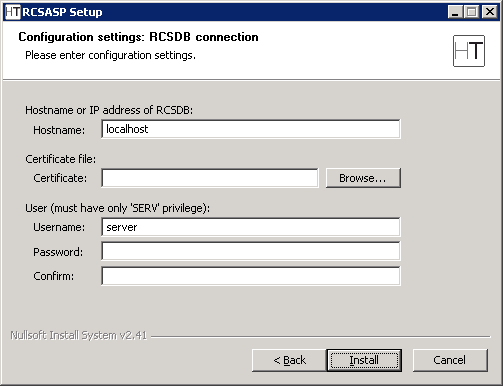 HT RCSASP Setup
Configuration settings: RCSDB connection
Please enter configuration settings.
HT
Hostname or IP address of RCSDB:
Hostname: localhost
Certificate file:
Certificate: Browse...
User (must have only 'SERV' privilege):
Username: server
Password:
Confirm:
Nullsoft Install System v2.41
< Back Install Cancel